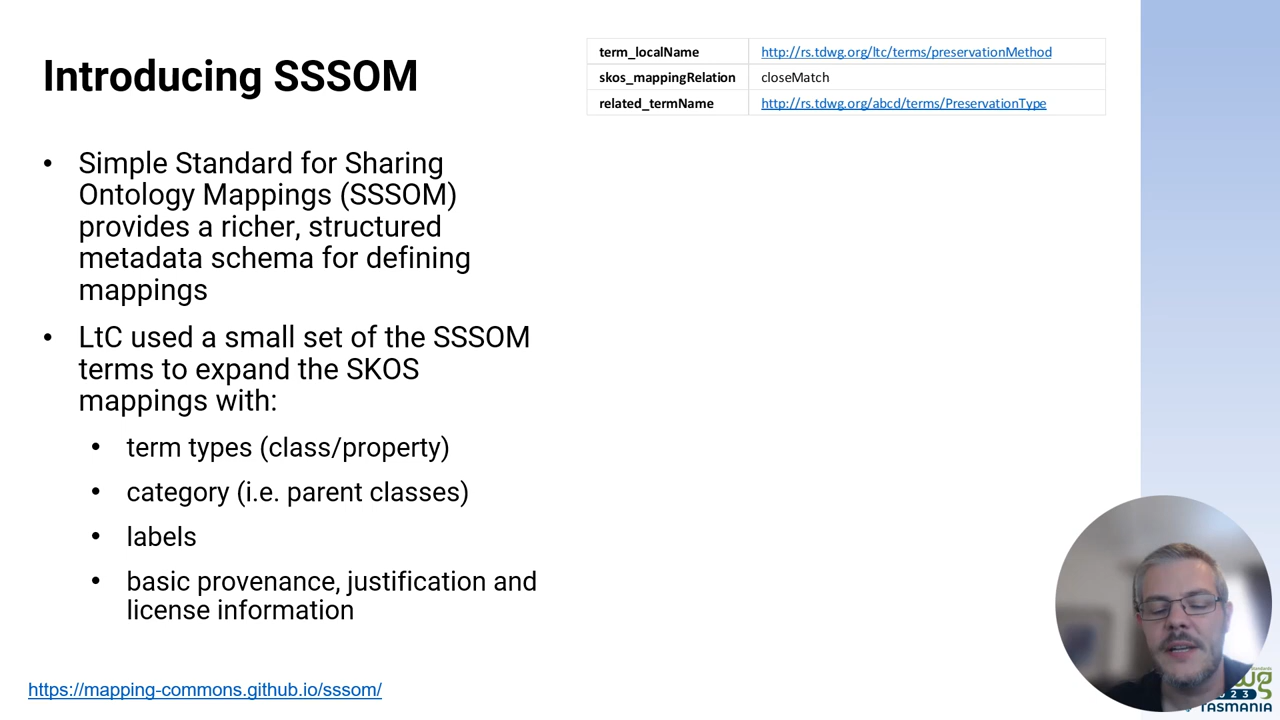 Introducing SSSOM
term_localName http://rs.tdwg.org/ltc/terms/preservationMethod
skos_mappingRelation closeMatch
related_termName http://rs.tdwg.org/abcd/terms/PreservationType
• Simple Standard for Sharing
Ontology Mappings (SSSOM)
provides a richer, structured
metadata schema for defining
mappings
• LtC used a small set of the SSSOM
terms to expand the SKOS
mappings with:
• term types (class/property)
• category (i.e. parent classes)
• labels
• basic provenance, justification and
license information
https://mapping-commons.github.io/sssom/
TASMANIA